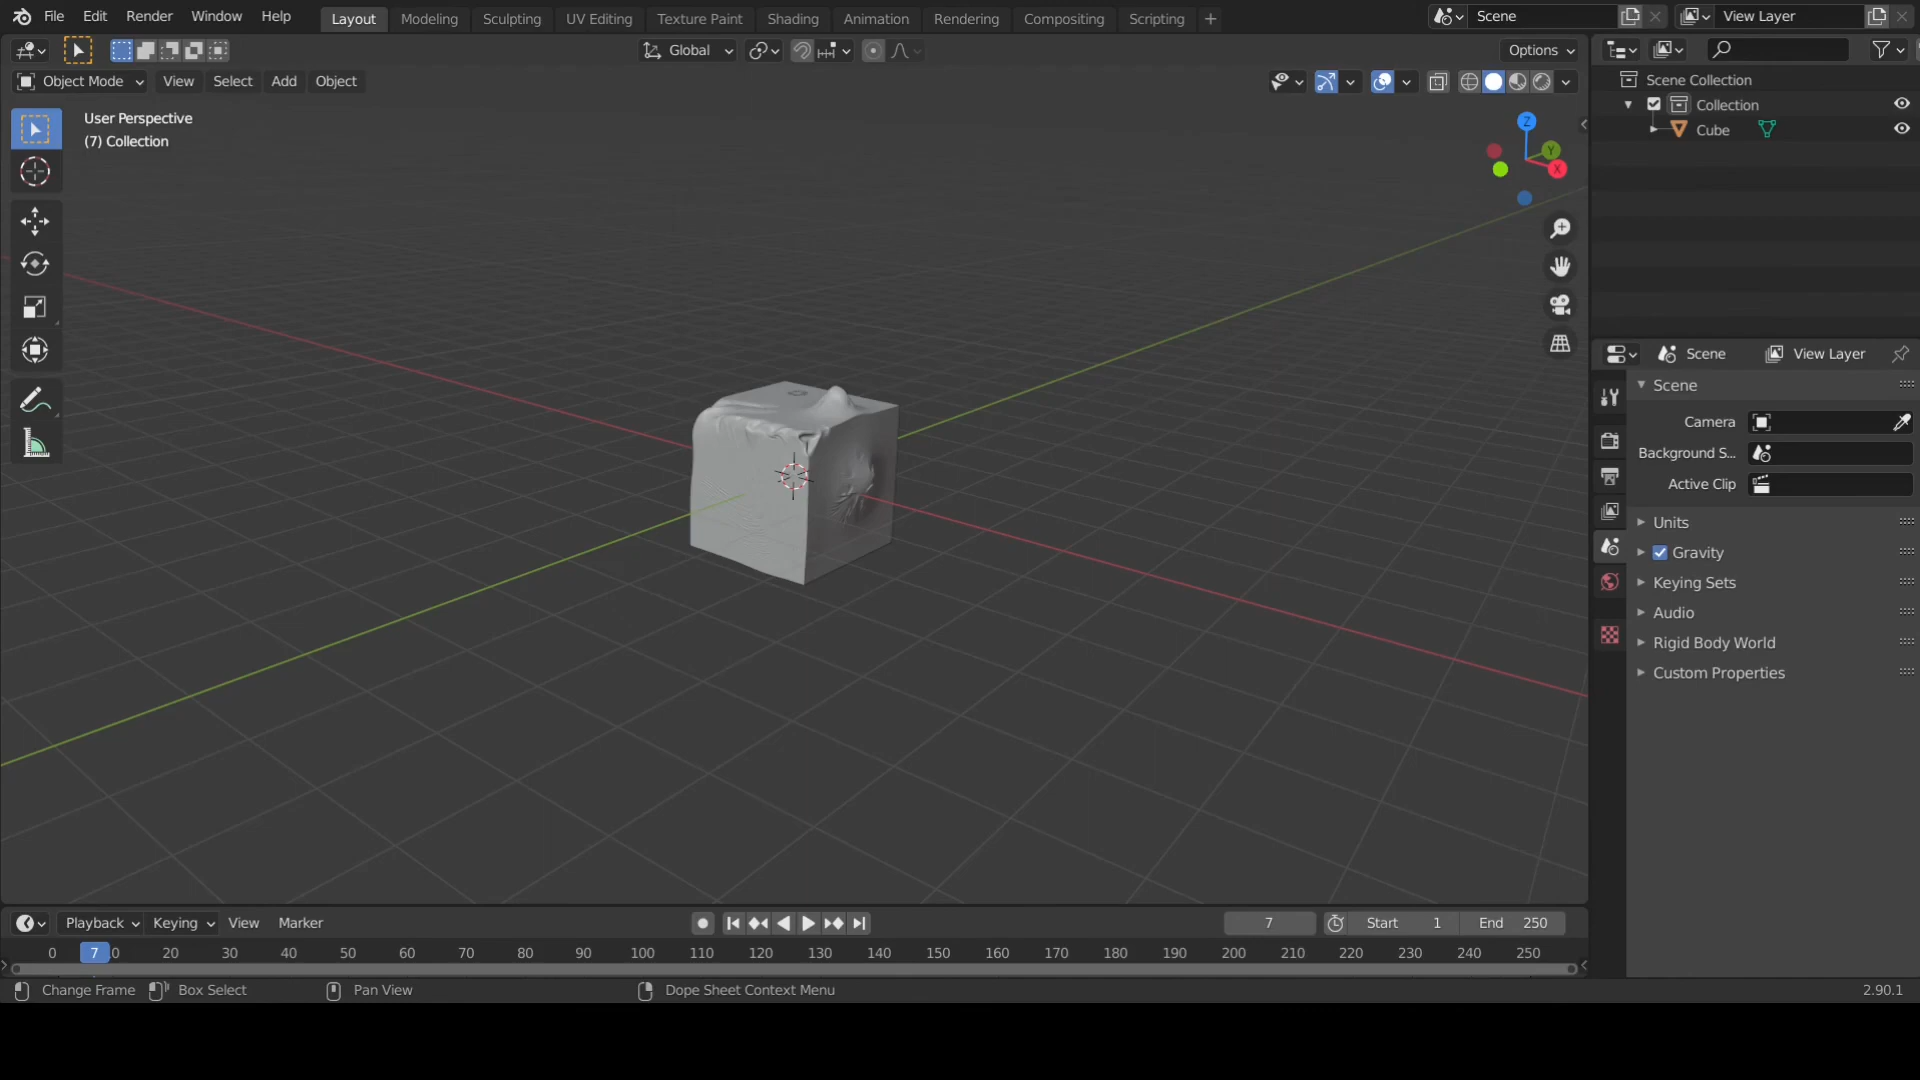 File Edit Render Window Help Layout Modeling Sculpting UV Editing Texture Paint Shading Animation Rendering Compositing Scripting + Scene View Layer
Global Options
Object Mode View Select Add Object
User Perspective
(7) Collection
Z
Y
X
Scene Collection
Collection
Cube
Scene View Layer
Scene
Camera
Background S...
Active Clip
Units
Gravity
Keying Sets
Audio
Rigid Body World
Custom Properties
Playback Keying View Marker 7 Start 1 End 250
0 7 0 20 30 40 50 60 70 80 90 100 110 120 130 140 150 160 170 180 190 200 210 220 230 240 250
Change Frame Box Select Pan View Dope Sheet Context Menu 2.90.1